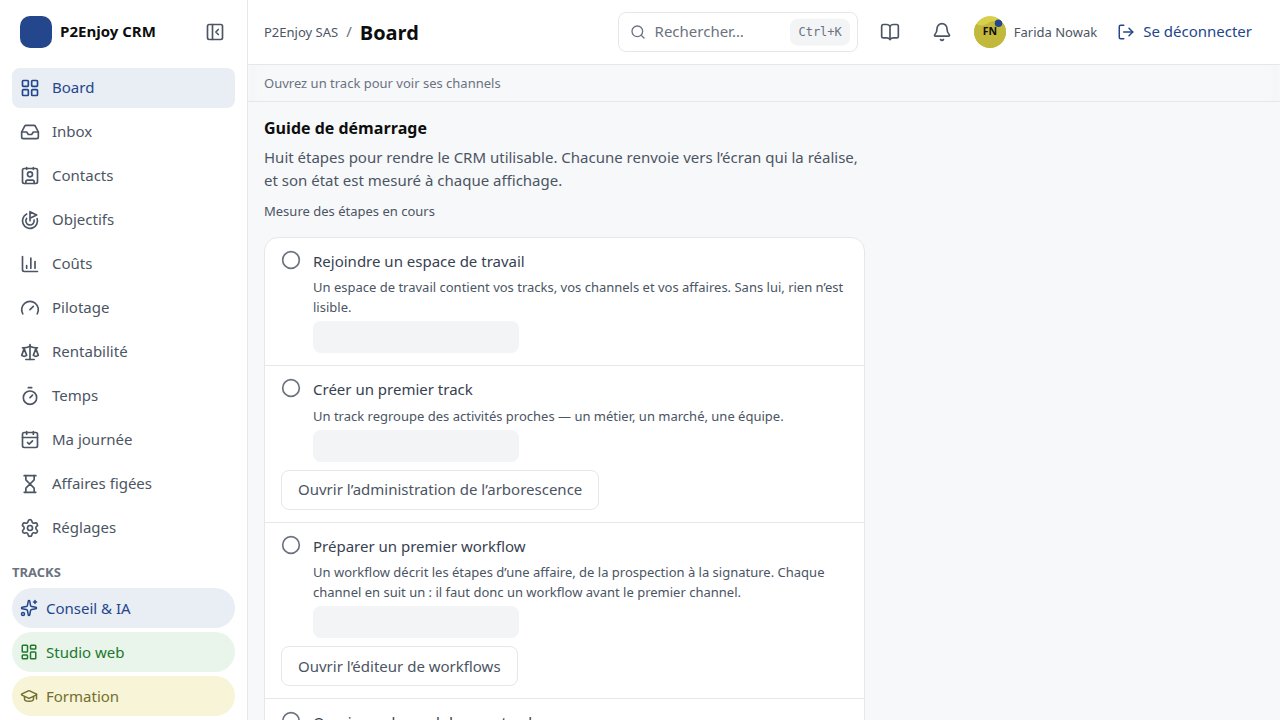 P2Enjoy CRM
P2Enjoy SAS / Board
Rechercher... Ctrl+K
FN Farida Nowak
Se déconnecter
Board
Inbox
Contacts
Objectifs
Coûts
Pilotage
Rentabilité
Temps
Ma journée
Affaires figées
Réglages
TRACKS
Conseil & IA
Studio web
Formation
Ouvrez un track pour voir ses channels
Guide de démarrage
Huit étapes pour rendre le CRM utilisable. Chacune renvoie vers l’écran qui la réalise,
et son état est mesuré à chaque affichage.
Mesure des étapes en cours
Rejoindre un espace de travail
Un espace de travail contient vos tracks, vos channels et vos affaires. Sans lui, rien n’est
lisible.
Créer un premier track
Un track regroupe des activités proches — un métier, un marché, une équipe.
Ouvrir l’administration de l’arborescence
Préparer un premier workflow
Un workflow décrit les étapes d’une affaire, de la prospection à la signature. Chaque
channel en suit un : il faut donc un workflow avant le premier channel.
Ouvrir l’éditeur de workflows